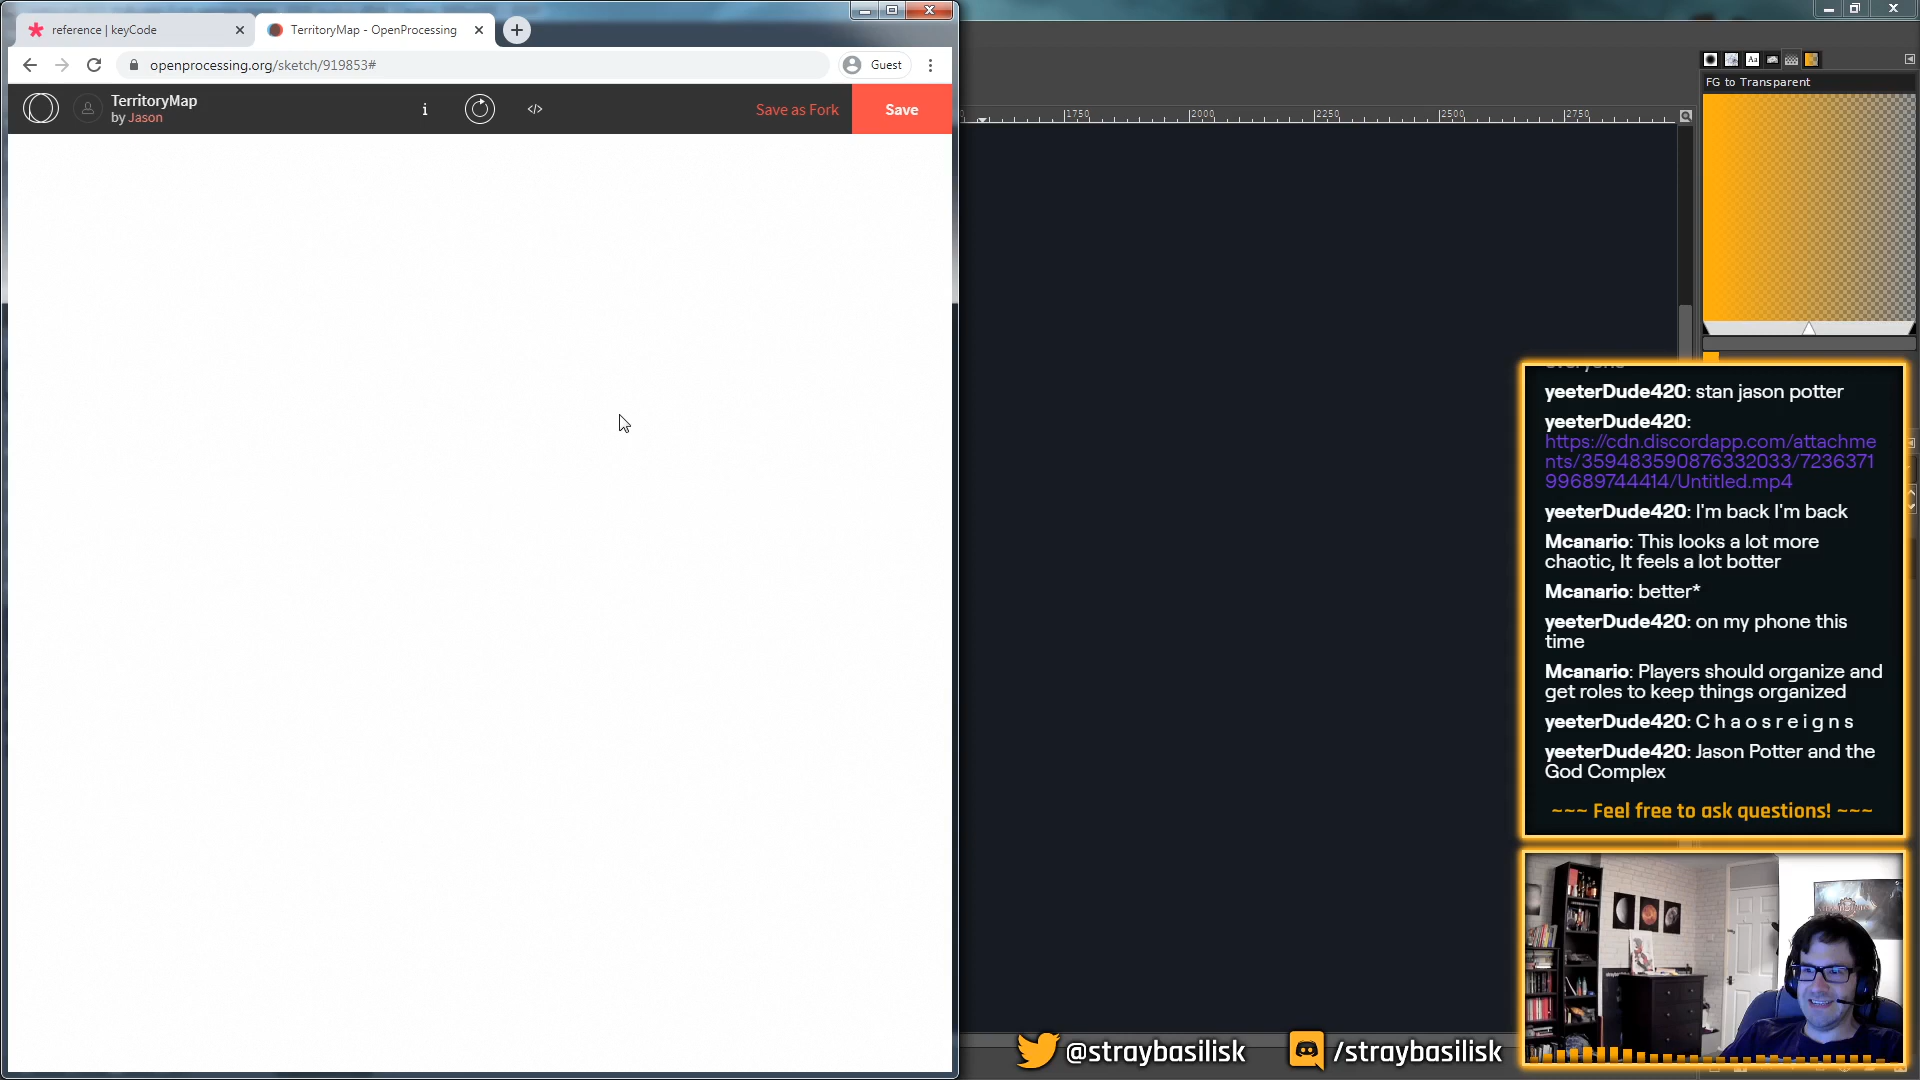 reference | keyCode
TerritoryMap - OpenProcessing
openprocessing.org/sketch/919853#
Guest
TerritoryMap
by Jason
Save as Fork
Save
1750
2000
2250
2500
2750
FG to Transparent
yeeterDude420: stan jason potter
yeeterDude420:
https://cdn.discordapp.com/attachme
nts/359483590876332033/7236371
99689744414/Untitled.mp4
yeeterDude420: I'm back I'm back
Mcanario: This looks a lot more
chaotic, It feels a lot botter
Mcanario: better*
yeeterDude420: on my phone this
time
Mcanario: Players should organize and
get roles to keep things organized
yeeterDude420: C h a o s r e i g n s
yeeterDude420: Jason Potter and the
God Complex
~~~ Feel free to ask questions! ~~~
@straybasilisk
/straybasilisk